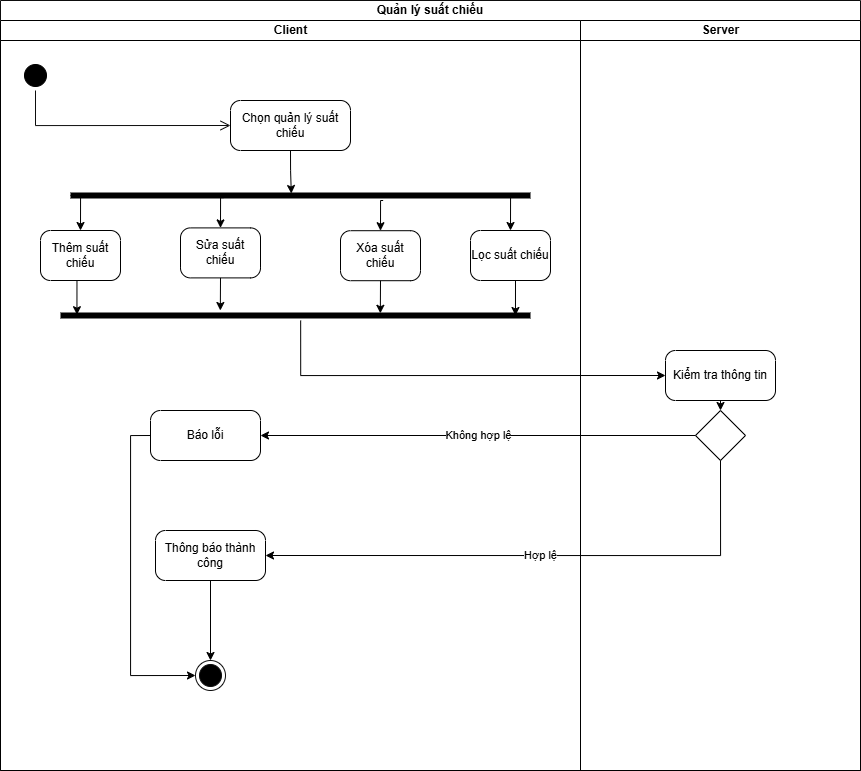 Quản lý suất chiếu
Client
Server
Chọn quản lý suất
chiếu
Thêm suất
chiếu
Sửa suất
chiếu
Xóa suất
chiếu
Lọc suất chiếu
Kiểm tra thông tin
Báo lỗi
Không hợp lệ
Thông báo thành
công
Hợp lệ